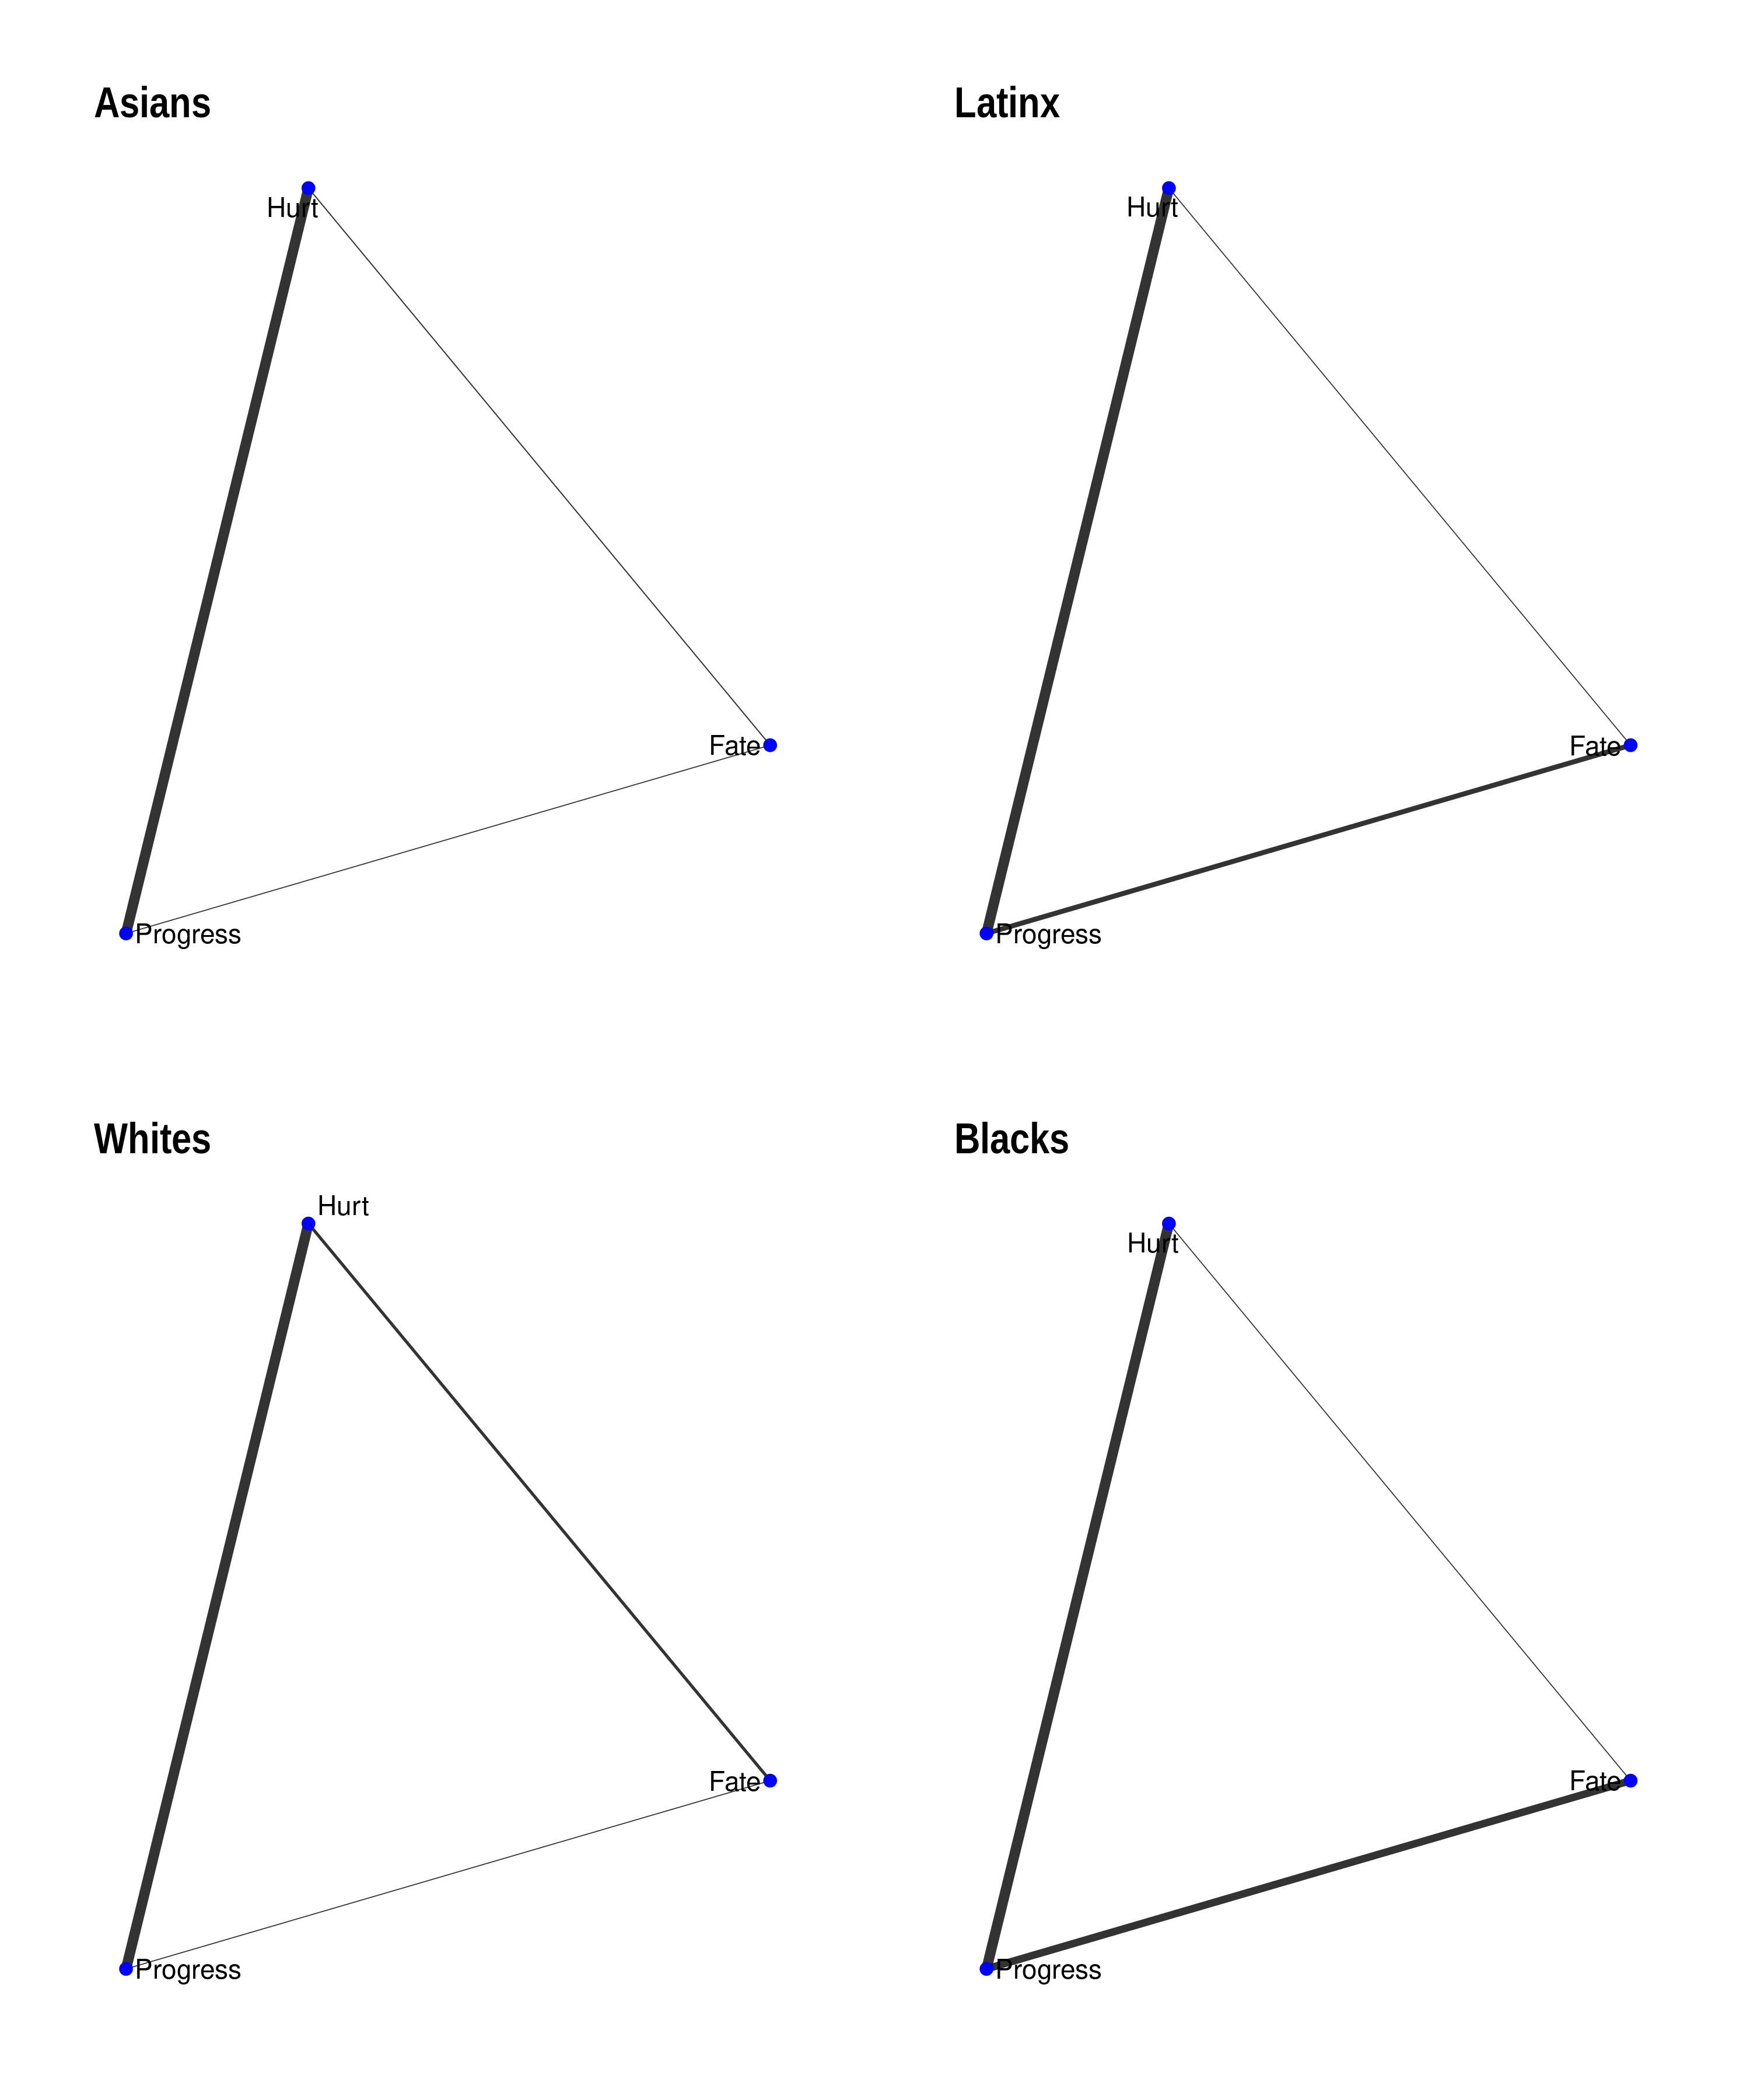 Asians
Hurt
Fate
Progress
Latinx
Hurt
Fate
Progress
Whites
Hurt
Fate
Progress
Blacks
Hurt
Fate
Progress